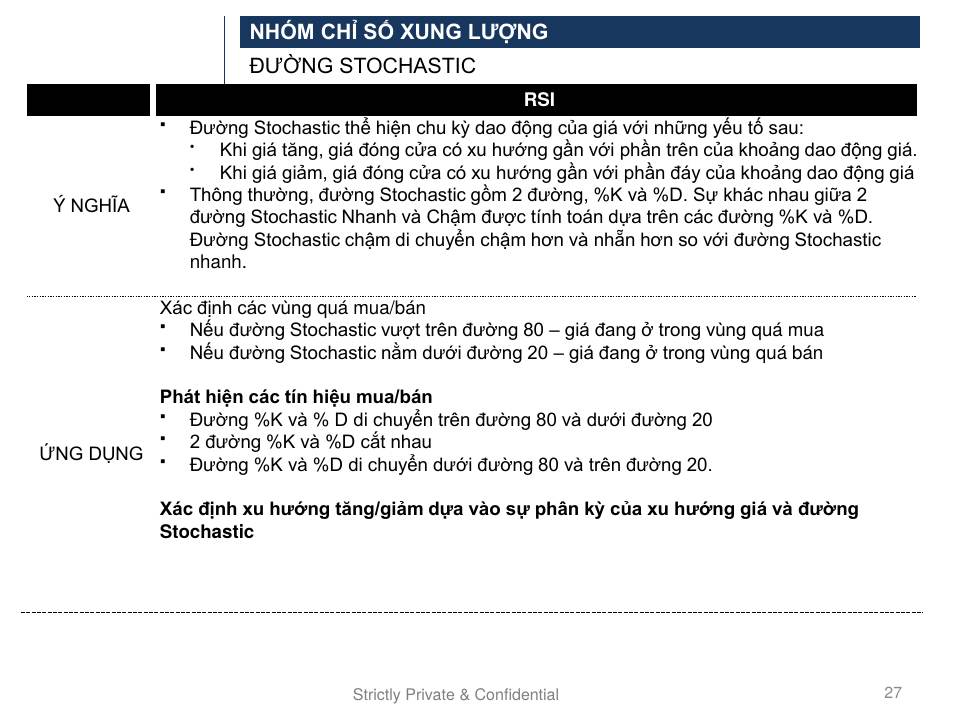 NHÓM CHỈ SỐ XUNG LƯỢNG
ĐƯỜNG STOCHASTIC
RSI
Ý NGHĨA
▪ Đường Stochastic thể hiện chu kỳ dao động của giá với những yếu tố sau:
• Khi giá tăng, giá đóng cửa có xu hướng gần với phần trên của khoảng dao động giá.
• Khi giá giảm, giá đóng cửa có xu hướng gần với phần đáy của khoảng dao động giá
▪ Thông thường, đường Stochastic gồm 2 đường, %K và %D. Sự khác nhau giữa 2
đường Stochastic Nhanh và Chậm được tính toán dựa trên các đường %K và %D.
Đường Stochastic chậm di chuyển chậm hơn và nhẵn hơn so với đường Stochastic
nhanh.
ỨNG DỤNG
Xác định các vùng quá mua/bán
▪ Nếu đường Stochastic vượt trên đường 80 – giá đang ở trong vùng quá mua
▪ Nếu đường Stochastic nằm dưới đường 20 – giá đang ở trong vùng quá bán
Phát hiện các tín hiệu mua/bán
▪ Đường %K và % D di chuyển trên đường 80 và dưới đường 20
▪ 2 đường %K và %D cắt nhau
▪ Đường %K và %D di chuyển dưới đường 80 và trên đường 20.
Xác định xu hướng tăng/giảm dựa vào sự phân kỳ của xu hướng giá và đường
Stochastic
Strictly Private & Confidential
27